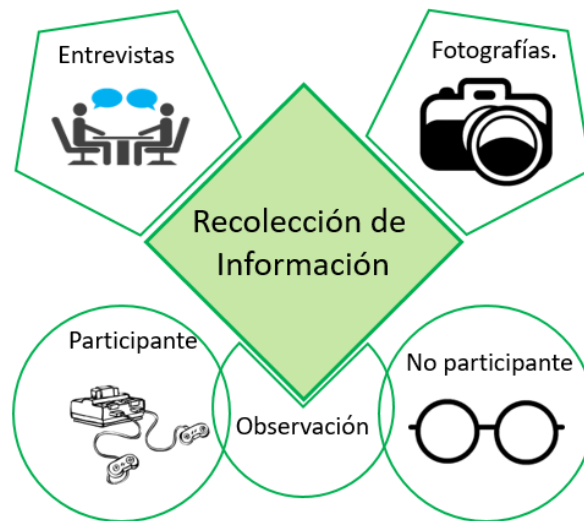 Entrevistas
Fotografías.
Recolección de
Información
Participante
No participante
Observación